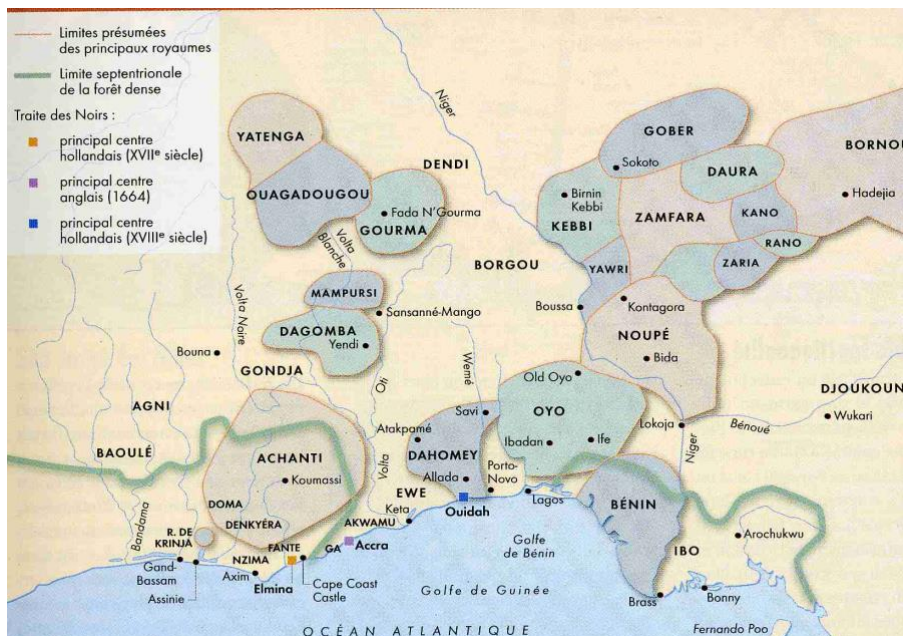 Limites présumées
des principaux royaumes
Limite septentrionale
de la forêt dense
Traite des Noirs :
principal centre
hollandais (XVIIe siècle)
principal centre
anglais (1664)
principal centre
hollandais (XVIIIe siècle)
YATENGA
OUAGADOUGOU
DENDI
Niger
GOBER
Sokoto
DAURA
BORNOU
Hadejia
Birnin
Kebbi
KEBBI
ZAMFARA
KANO
RANO
ZARIA
Fada N'Gourma
GOURMA
Volta
Blanche
BORGOU
YAWRI
Boussa
Kontagora
NOUPÉ
Bida
MAMPURSI
Sansanné-Mango
DAGOMBA
Yendi
Volta Noire
Bouna
GONDJA
Oti
Wemé
Old Oyo
OYO
Ibadan
Ife
DJOUKOUN
Wukari
Lokoja
Bénoué
Niger
AGNI
BAOULÉ
Savi
Atakpamé
DAHOMEY
Allada
Porto-
Novo
Lagos
ACHANTI
Koumassi
Volta
EWE
Keta
Ouidah
BÉNIN
DOMA
DENKYÉRA
AKWAMU
Bandama
R. DE
KRINJA
NZIMA
FANTE
GA
Accra
Golfe
de Bénin
IBO
Arochukwu
Gand-
Bassam
Assinie
Axim
Elmina
Cape Coast
Castle
Golfe de Guinée
Brass
Bonny
Fernando Poo
OCÉAN ATLANTIQUE